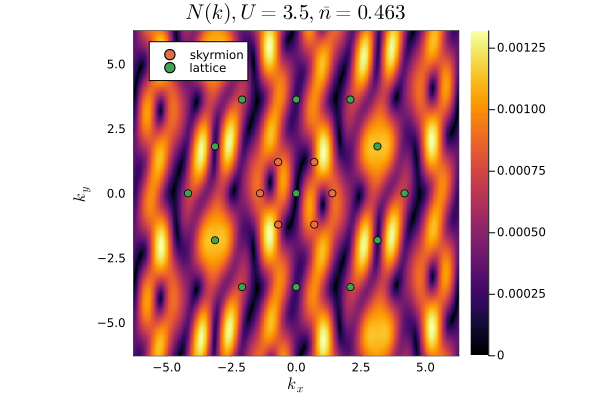 N(k), U = 3.5, n̄ = 0.463
skyrmion
lattice
5.0
2.5
0.0
−2.5
−5.0
k_y
−5.0 −2.5 0.0 2.5 5.0
k_x
0.00125
0.00100
0.00075
0.00050
0.00025
0